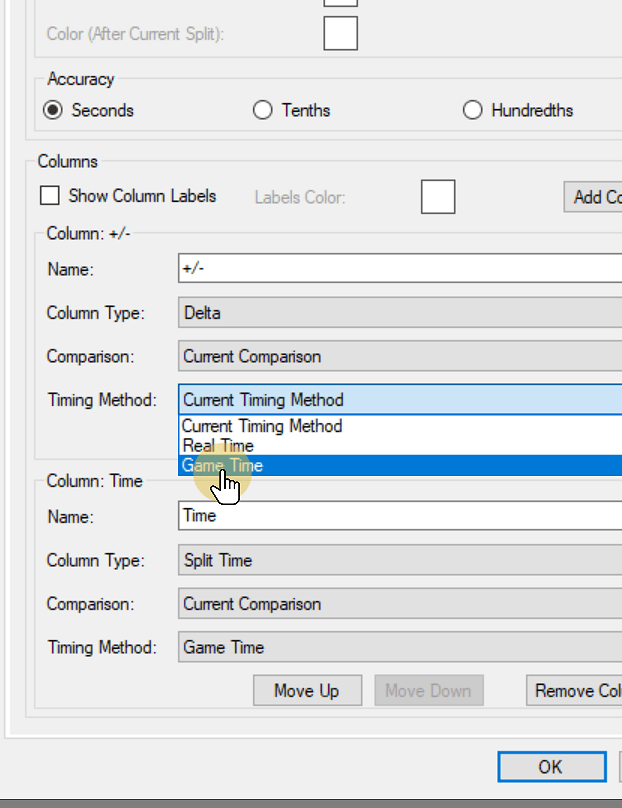 Color (After Current Split):
Accuracy
Seconds Tenths Hundredths
Columns
Show Column Labels Labels Color: Add Co
Column: +/-
Name: +/-
Column Type: Delta
Comparison: Current Comparison
Timing Method: Current Timing Method
Current Timing Method
Real Time
Game Time
Column: Time
Name: Time
Column Type: Split Time
Comparison: Current Comparison
Timing Method: Game Time
Move Up Move Down Remove Col
OK